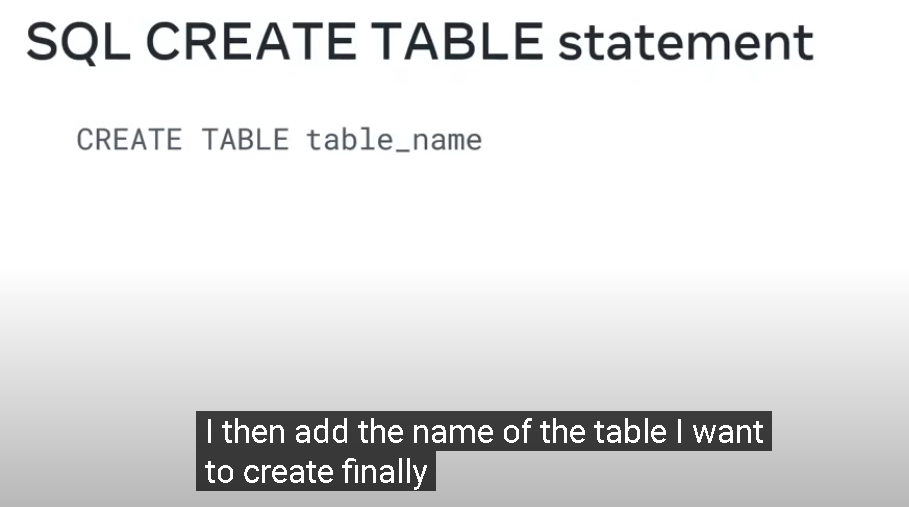 SQL CREATE TABLE statement
CREATE TABLE table_name
I then add the name of the table I want
to create finally